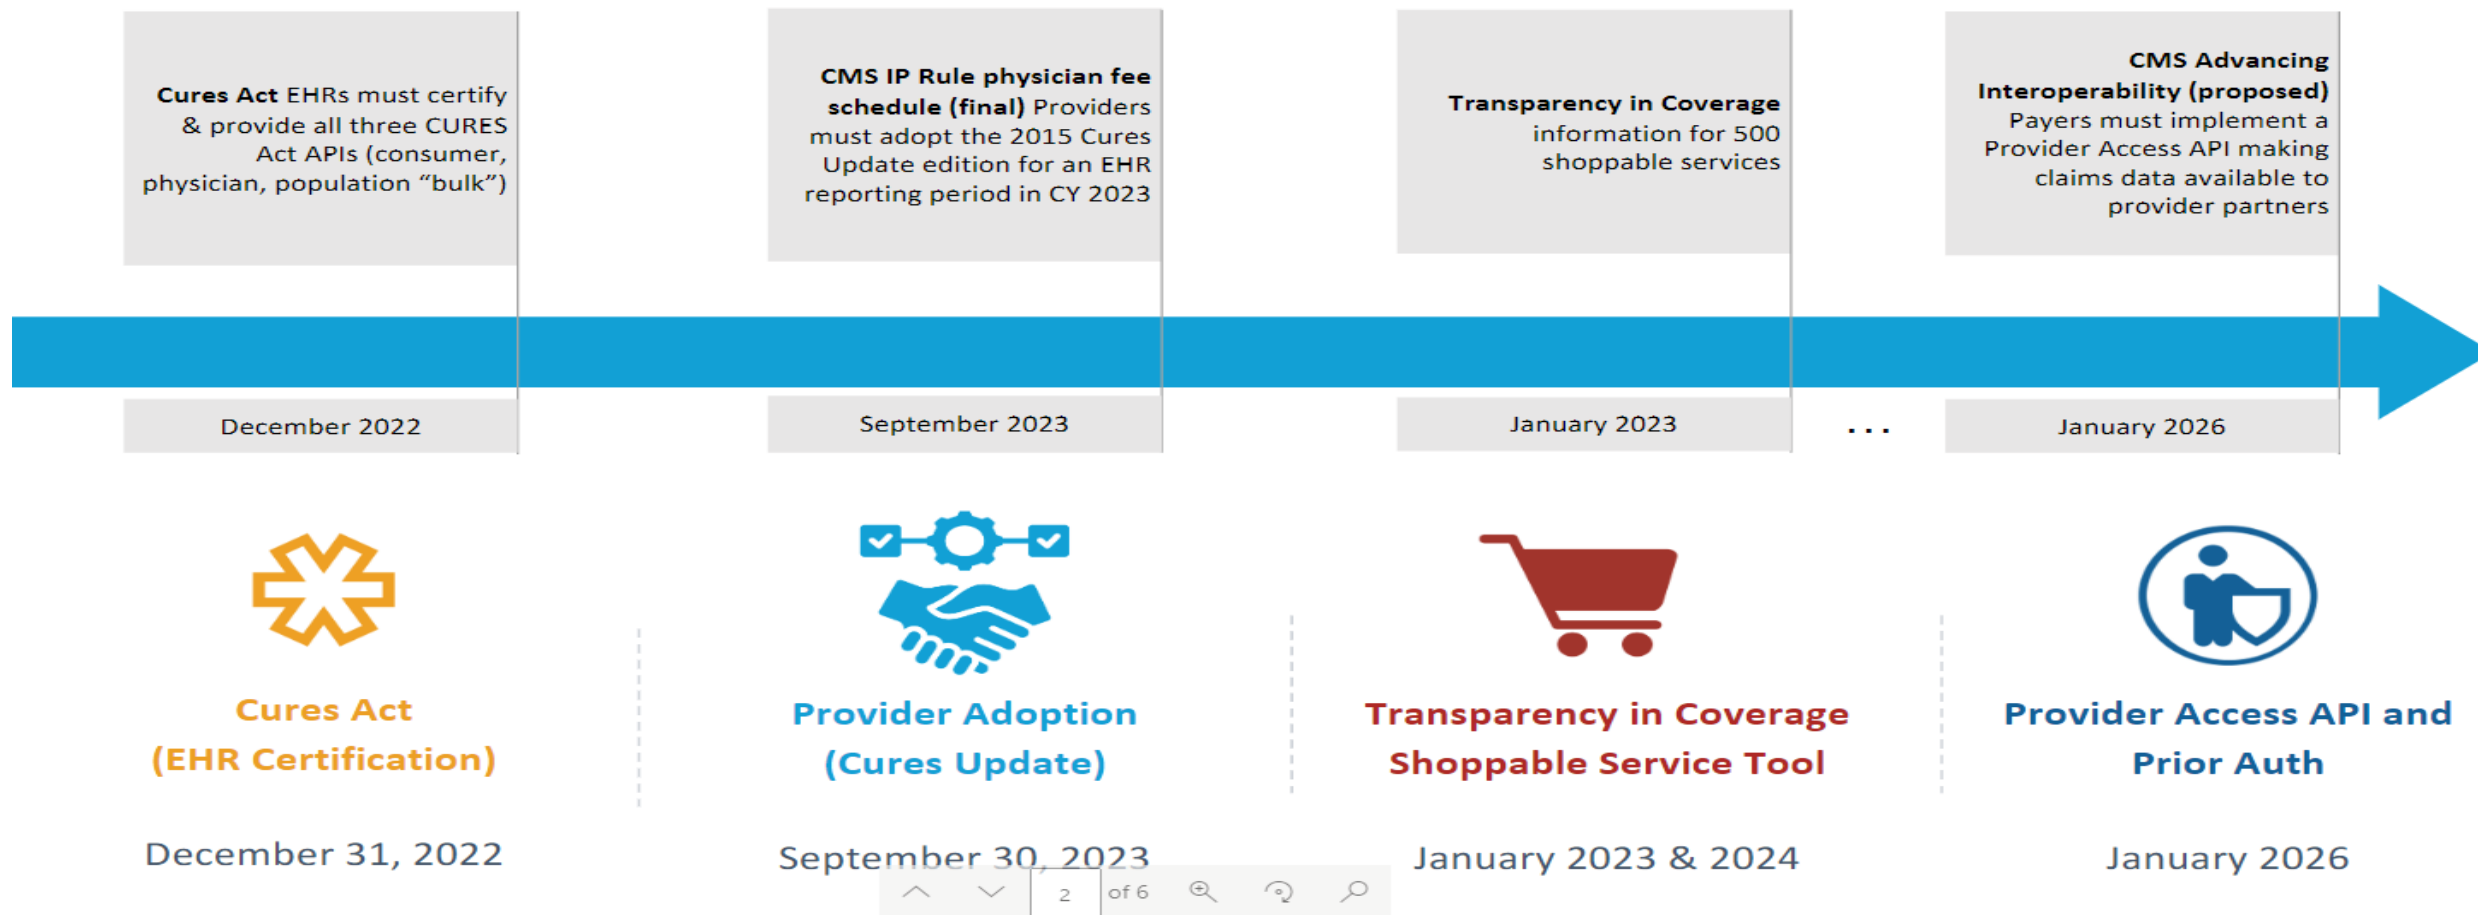 Cures Act EHRs must certify
& provide all three CURES
Act APIs (consumer,
physician, population “bulk”)
CMS IP Rule physician fee
schedule (final) Providers
must adopt the 2015 Cures
Update edition for an EHR
reporting period in CY 2023
Transparency in Coverage
information for 500
shoppable services
CMS Advancing
Interoperability (proposed)
Payers must implement a
Provider Access API making
claims data available to
provider partners
December 2022
September 2023
January 2023
...
January 2026
Cures Act
(EHR Certification)
December 31, 2022
Provider Adoption
(Cures Update)
September 30, 2023
Transparency in Coverage
Shoppable Service Tool
January 2023 & 2024
Provider Access API and
Prior Auth
January 2026
2 of 6